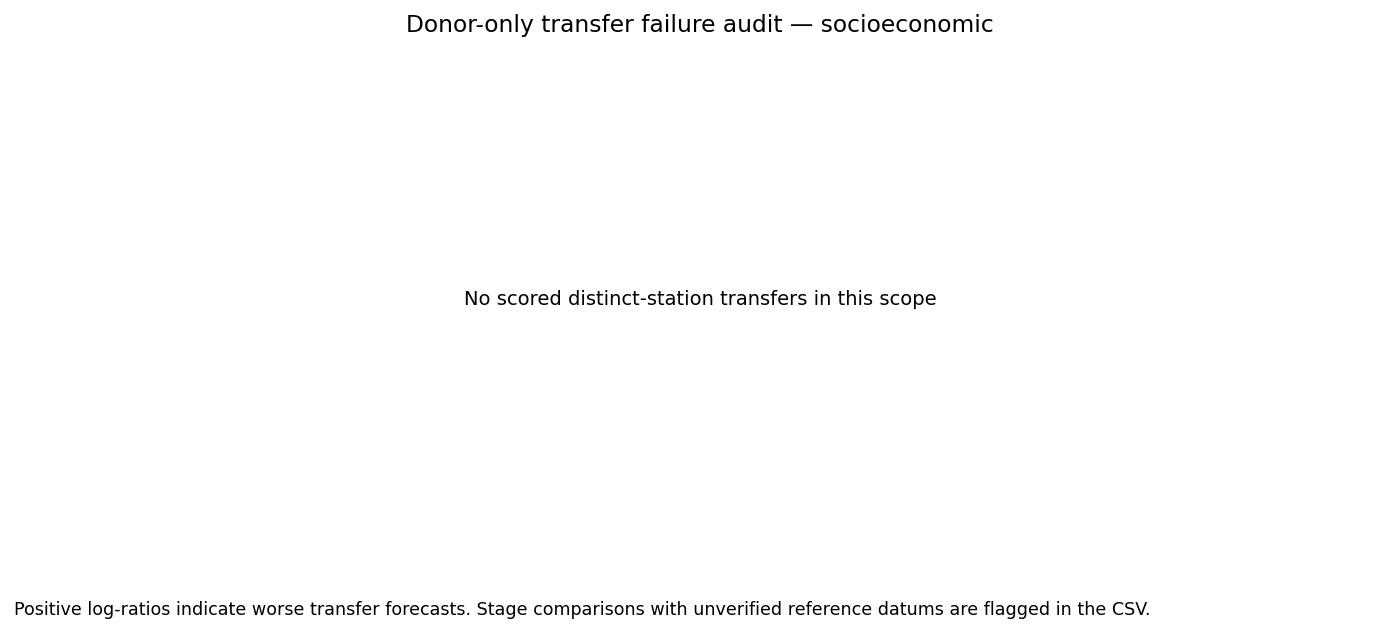 Donor-only transfer failure audit — socioeconomic
No scored distinct-station transfers in this scope
Positive log-ratios indicate worse transfer forecasts. Stage comparisons with unverified reference datums are flagged in the CSV.